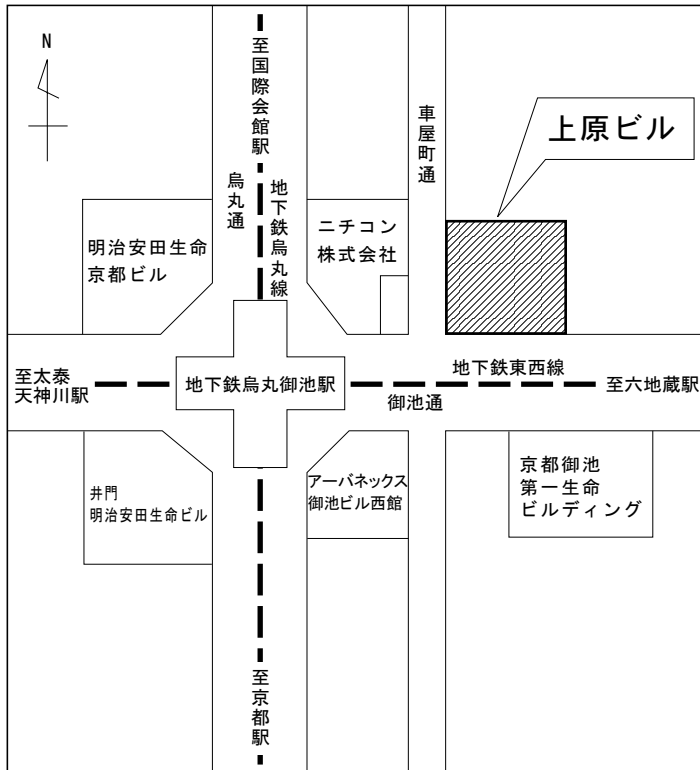 N
至国際会館駅
烏丸通
地下鉄烏丸線
車屋町通
上原ビル
明治安田生命
京都ビル
ニチコン
株式会社
至太泰
天神川駅
地下鉄烏丸御池駅
地下鉄東西線
御池通
至六地蔵駅
井門
明治安田生命ビル
アーバネックス
御池ビル西館
京都御池
第一生命
ビルディング
至京都駅